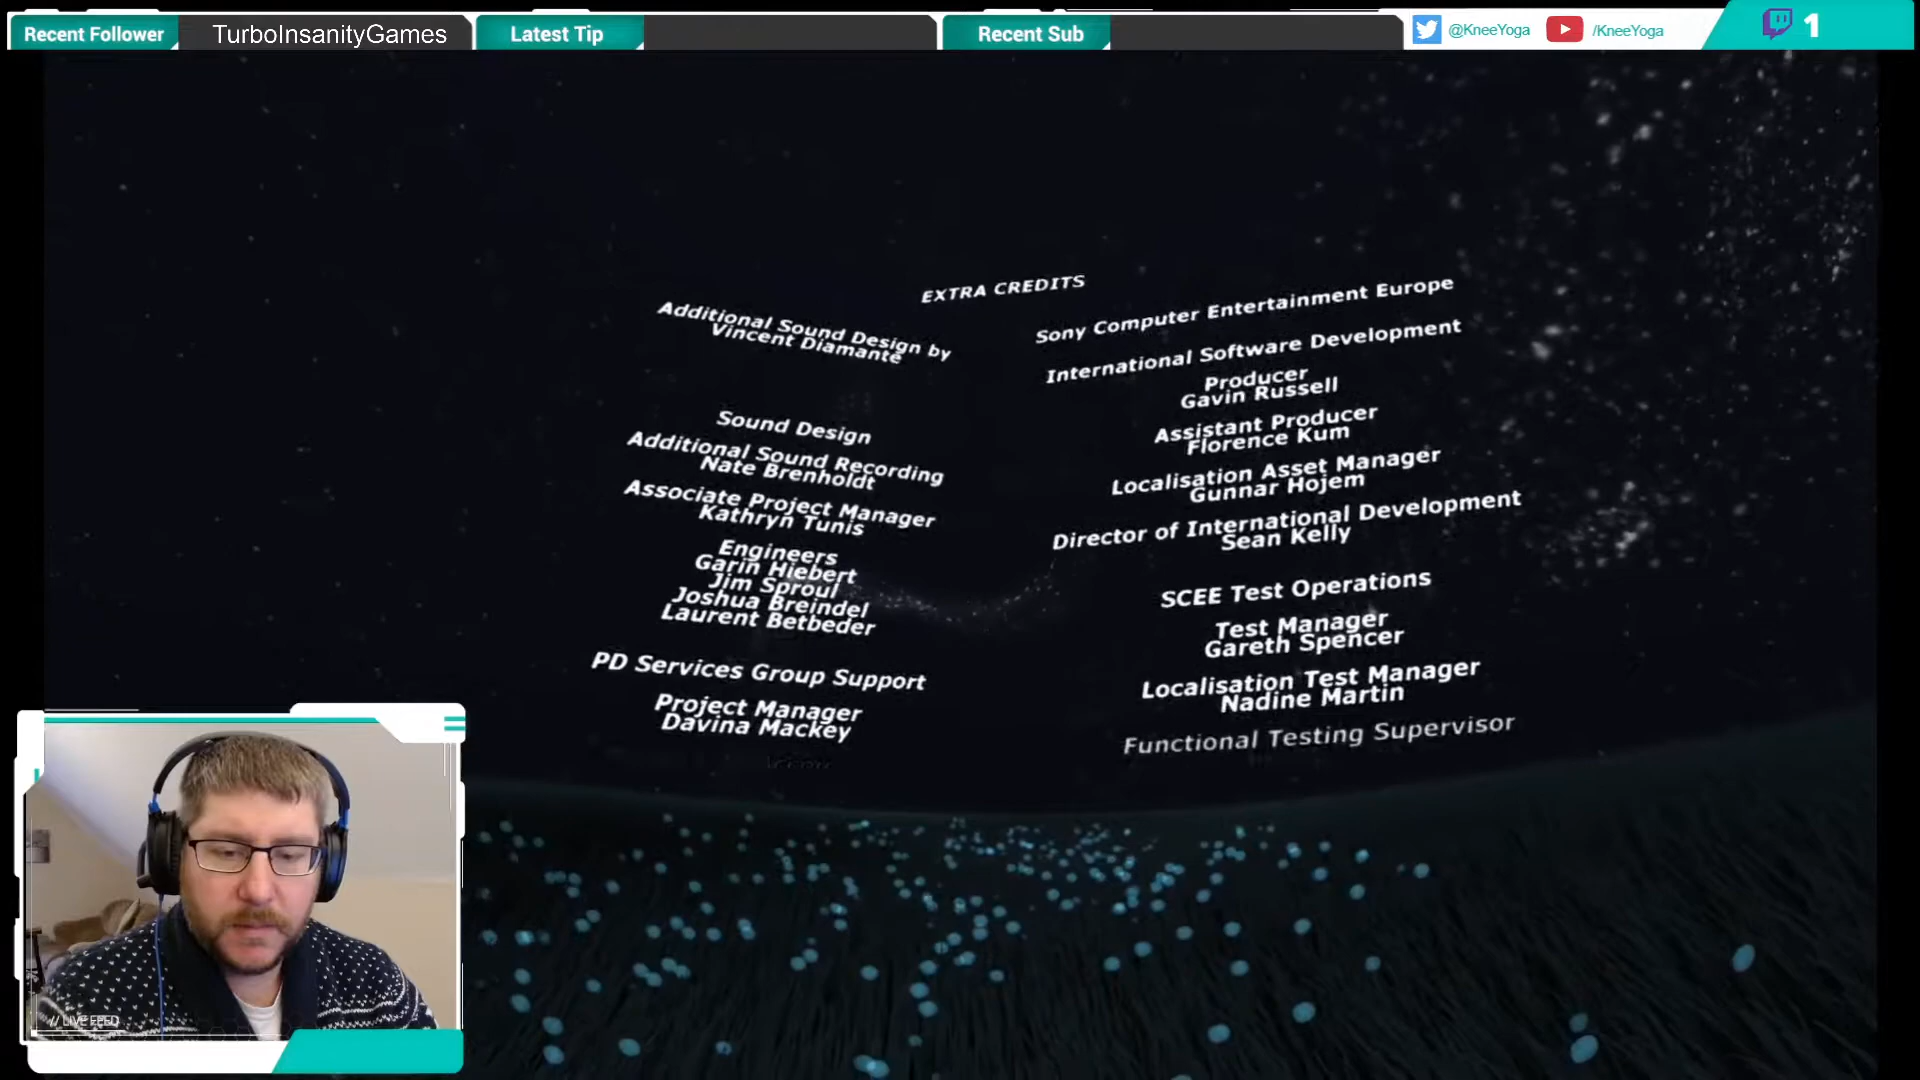 Recent Follower
TurboInsanityGames
Latest Tip
Recent Sub
@KneeYoga
/KneeYoga
1
EXTRA CREDITS
Additional Sound Design by
Vincent Diamante
Sound Design
Additional Sound Recording
Nate Brenholdt
Associate Project Manager
Kathryn Tunis
Engineers
Garin Hiebert
Jim Sproul
Joshua Breindel
Laurent Betbeder
PD Services Group Support
Project Manager
Davina Mackey
Sony Computer Entertainment Europe
International Software Development
Producer
Gavin Russell
Assistant Producer
Florence Kum
Localisation Asset Manager
Gunnar Hojem
Director of International Development
Sean Kelly
SCEE Test Operations
Test Manager
Gareth Spencer
Localisation Test Manager
Nadine Martin
Functional Testing Supervisor
// LIVE FEED